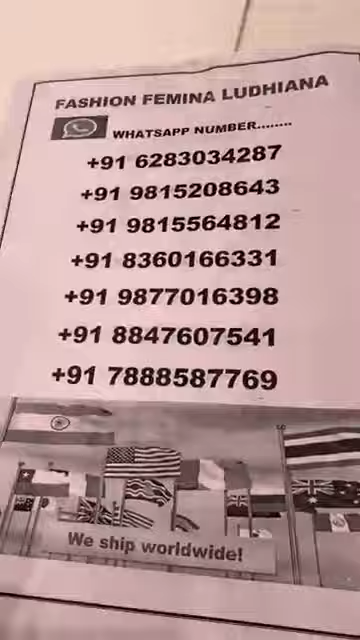 FASHION FEMINA LUDHIANA
WHATSAPP NUMBER........
+91 6283034287
+91 9815208643
+91 9815564812
+91 8360166331
+91 9877016398
+91 8847607541
+91 7888587769
We ship worldwide!